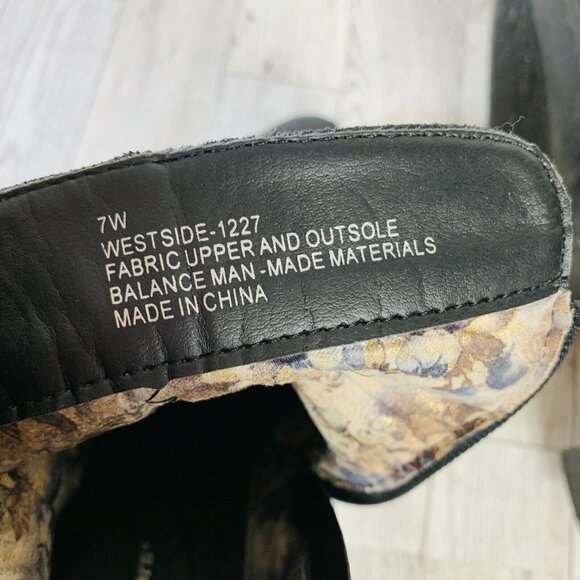 7W
WESTSIDE-1227
FABRIC UPPER AND OUTSOLE
BALANCE MAN-MADE MATERIALS
MADE IN CHINA